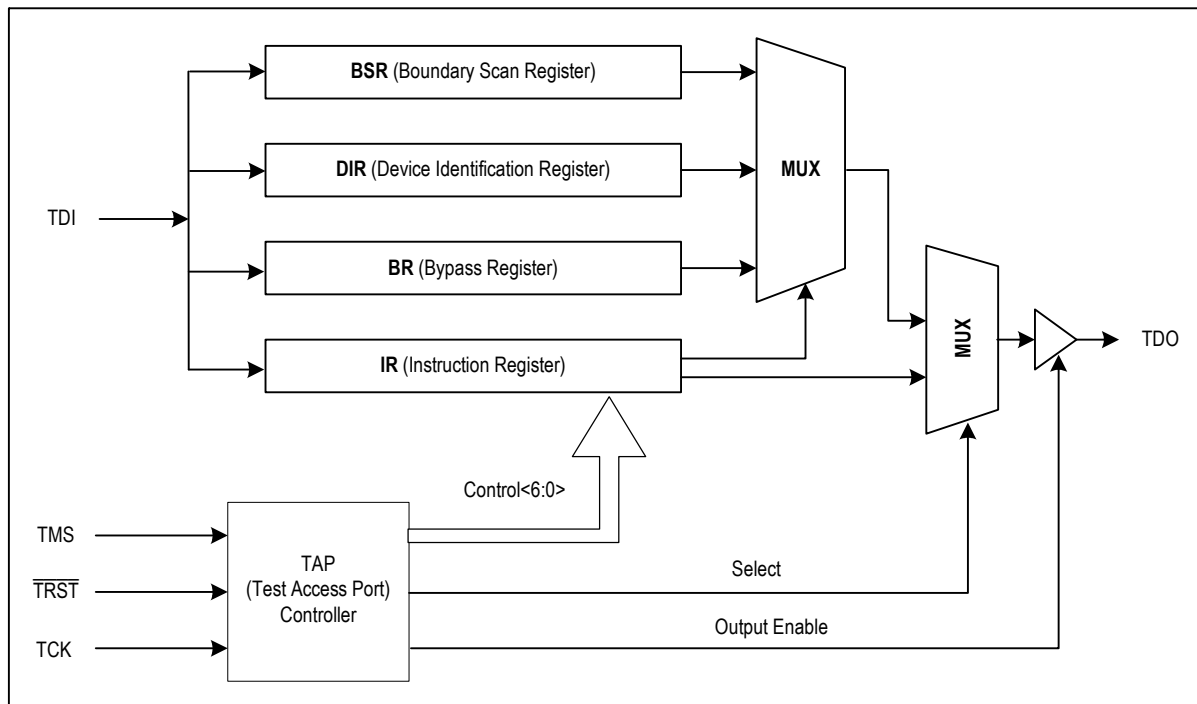 BSR (Boundary Scan Register)
DIR (Device Identification Register)
MUX
TDI
BR (Bypass Register)
MUX
TDO
IR (Instruction Register)
Control<6:0>
TMS
TAP
(Test Access Port)
Controller
TRST
Select
TCK
Output Enable